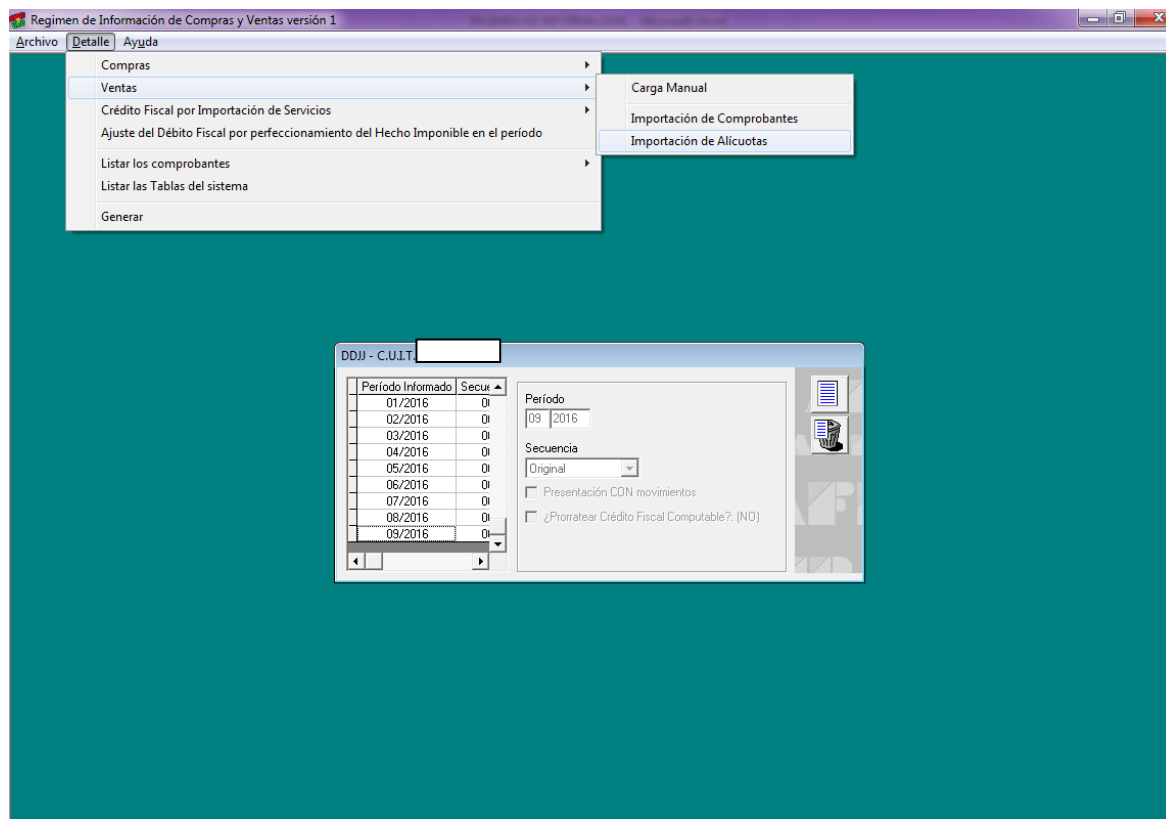 Regimen de Información de Compras y Ventas versión 1
Archivo Detalle Ayuda
Compras
Ventas
Crédito Fiscal por Importación de Servicios
Ajuste del Débito Fiscal por perfeccionamiento del Hecho Imponible en el período
Listar los comprobantes
Listar las Tablas del sistema
Generar
Carga Manual
Importación de Comprobantes
Importación de Alícuotas
DDJJ - C.U.I.T.
Período Informado Secue
01/2016
02/2016
03/2016
04/2016
05/2016
06/2016
07/2016
08/2016
09/2016
Período
09 2016
Secuencia
Original
Presentación CON movimientos
¿Prorratear Crédito Fiscal Computable?: (NO)